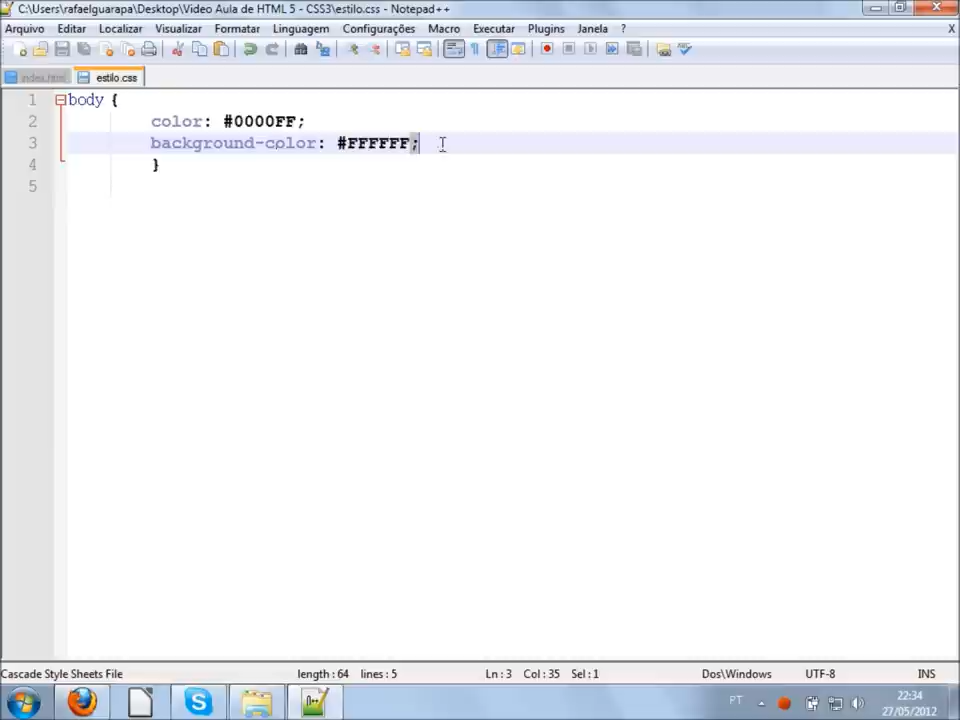 C:\Users\rafaelguarapa\Desktop\Video Aula de HTML 5 - CSS3\estilo.css - Notepad++
Arquivo Editar Localizar Visualizar Formatar Linguagem Configurações Macro Executar Plugins Janela ? X
index.html estilo.css
1 body {
2 color: #0000FF;
3 background-color: #FFFFFF;
4 }
5
Cascade Style Sheets File length : 64 lines : 5 Ln : 3 Col : 35 Sel : 1 Dos\Windows UTF-8 INS
PT 22:34
27/05/2012